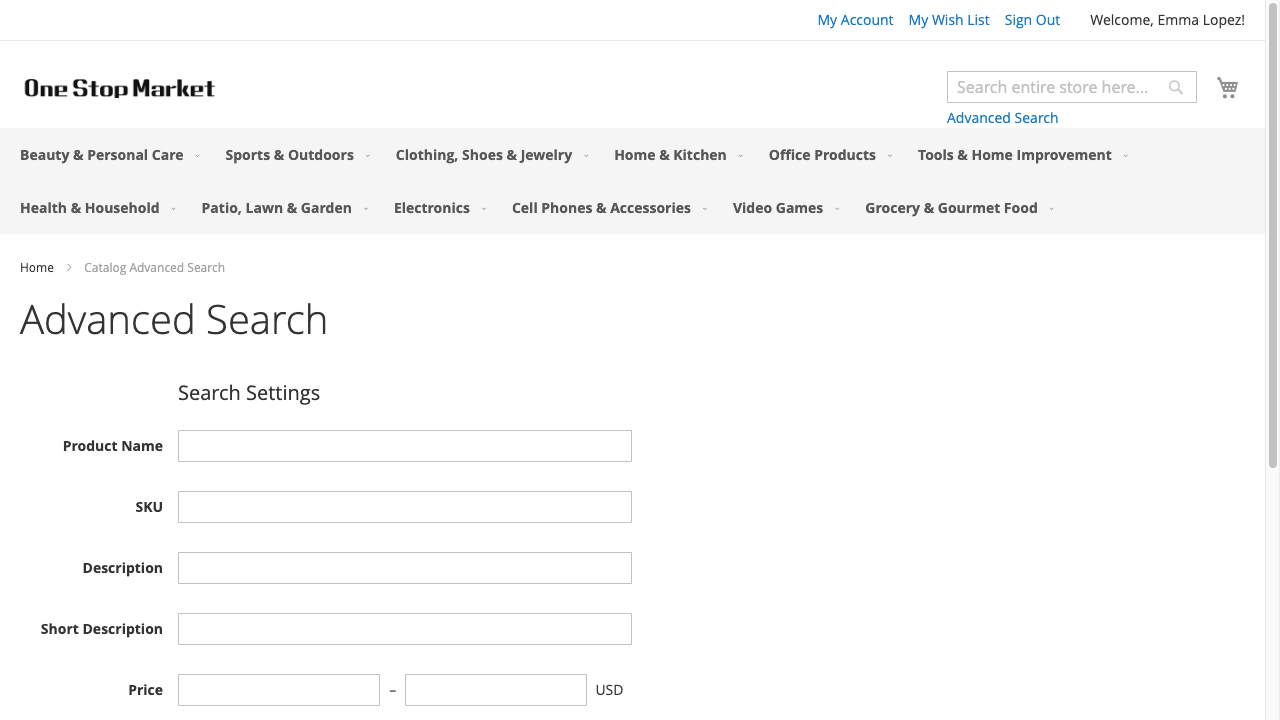 My Account My Wish List Sign Out Welcome, Emma Lopez!
One Stop Market
Search entire store here...
Advanced Search
Beauty & Personal Care Sports & Outdoors Clothing, Shoes & Jewelry Home & Kitchen Office Products Tools & Home Improvement
Health & Household Patio, Lawn & Garden Electronics Cell Phones & Accessories Video Games Grocery & Gourmet Food
Home Catalog Advanced Search
Advanced Search
Search Settings
Product Name
SKU
Description
Short Description
Price – USD